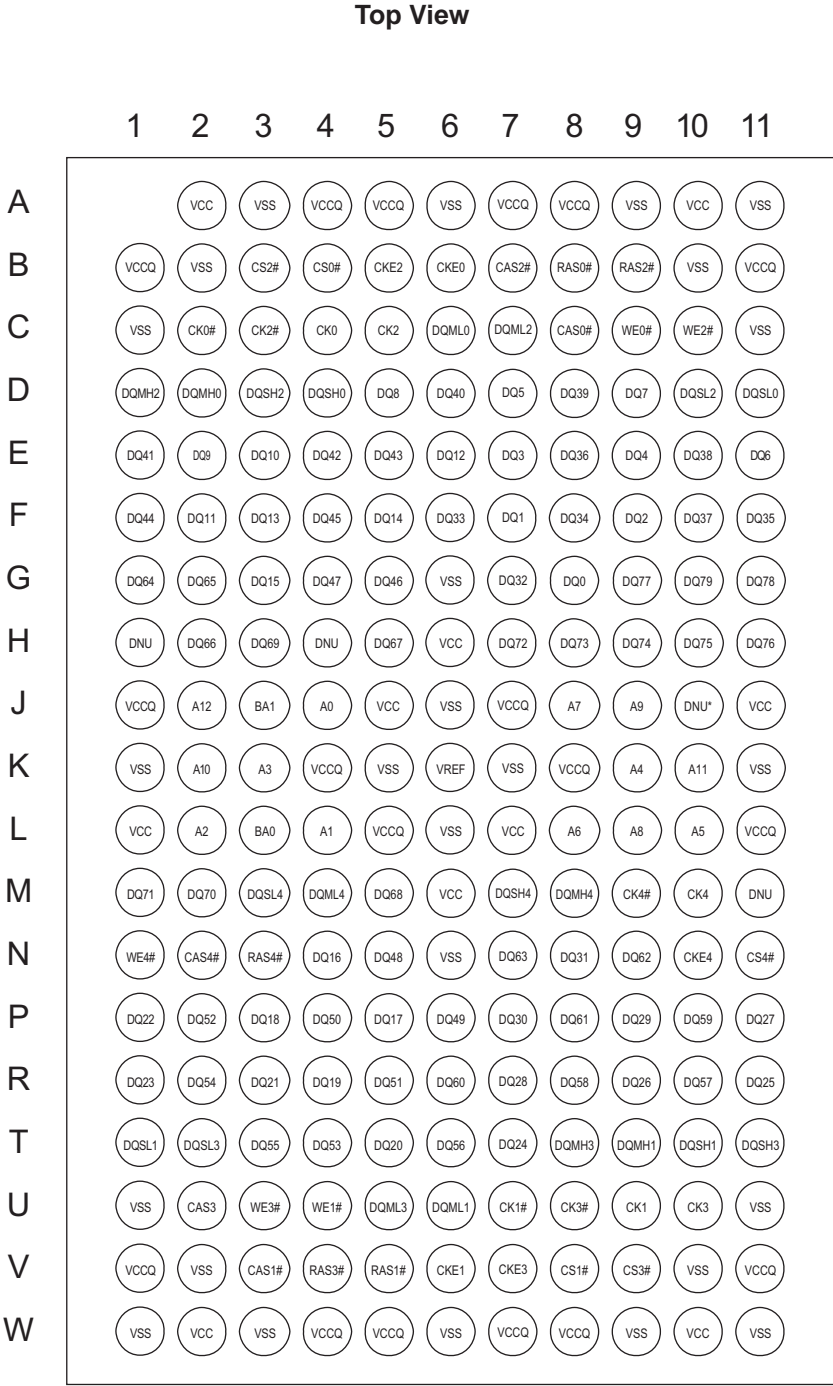 Top View
1 2 3 4 5 6 7 8 9 10 11
A VCC VSS VCCQ VCCQ VSS VCCQ VCCQ VSS VCC VSS
B VCCQ VSS CS2# CS0# CKE2 CKE0 CAS2# RAS0# RAS2# VSS VCCQ
C VSS CK0# CK2# CK0 CK2 DQML0 DQML2 CAS0# WE0# WE2# VSS
D DQMH2 DQMH0 DQSH2 DQSH0 DQ8 DQ40 DQ5 DQ39 DQ7 DQSL2 DQSL0
E DQ41 DQ9 DQ10 DQ42 DQ43 DQ12 DQ3 DQ36 DQ4 DQ38 DQ6
F DQ44 DQ11 DQ13 DQ45 DQ14 DQ33 DQ1 DQ34 DQ2 DQ37 DQ35
G DQ64 DQ65 DQ15 DQ47 DQ46 VSS DQ32 DQ0 DQ77 DQ79 DQ78
H DNU DQ66 DQ69 DNU DQ67 VCC DQ72 DQ73 DQ74 DQ75 DQ76
J VCCQ A12 BA1 A0 VCC VSS VCCQ A7 A9 DNU* VCC
K VSS A10 A3 VCCQ VSS VREF VSS VCCQ A4 A11 VSS
L VCC A2 BA0 A1 VCCQ VSS VCC A6 A8 A5 VCCQ
M DQ71 DQ70 DQSL4 DQML4 DQ68 VCC DQSH4 DQMH4 CK4# CK4 DNU
N WE4# CAS4# RAS4# DQ16 DQ48 VSS DQ63 DQ31 DQ62 CKE4 CS4#
P DQ22 DQ52 DQ18 DQ50 DQ17 DQ49 DQ30 DQ61 DQ29 DQ59 DQ27
R DQ23 DQ54 DQ21 DQ19 DQ51 DQ60 DQ28 DQ58 DQ26 DQ57 DQ25
T DQSL1 DQSL3 DQ55 DQ53 DQ20 DQ56 DQ24 DQMH3 DQMH1 DQSH1 DQSH3
U VSS CAS3 WE3# WE1# DQML3 DQML1 CK1# CK3# CK1 CK3 VSS
V VCCQ VSS CAS1# RAS3# RAS1# CKE1 CKE3 CS1# CS3# VSS VCCQ
W VSS VCC VSS VCCQ VCCQ VSS VCCQ VCCQ VSS VCC VSS